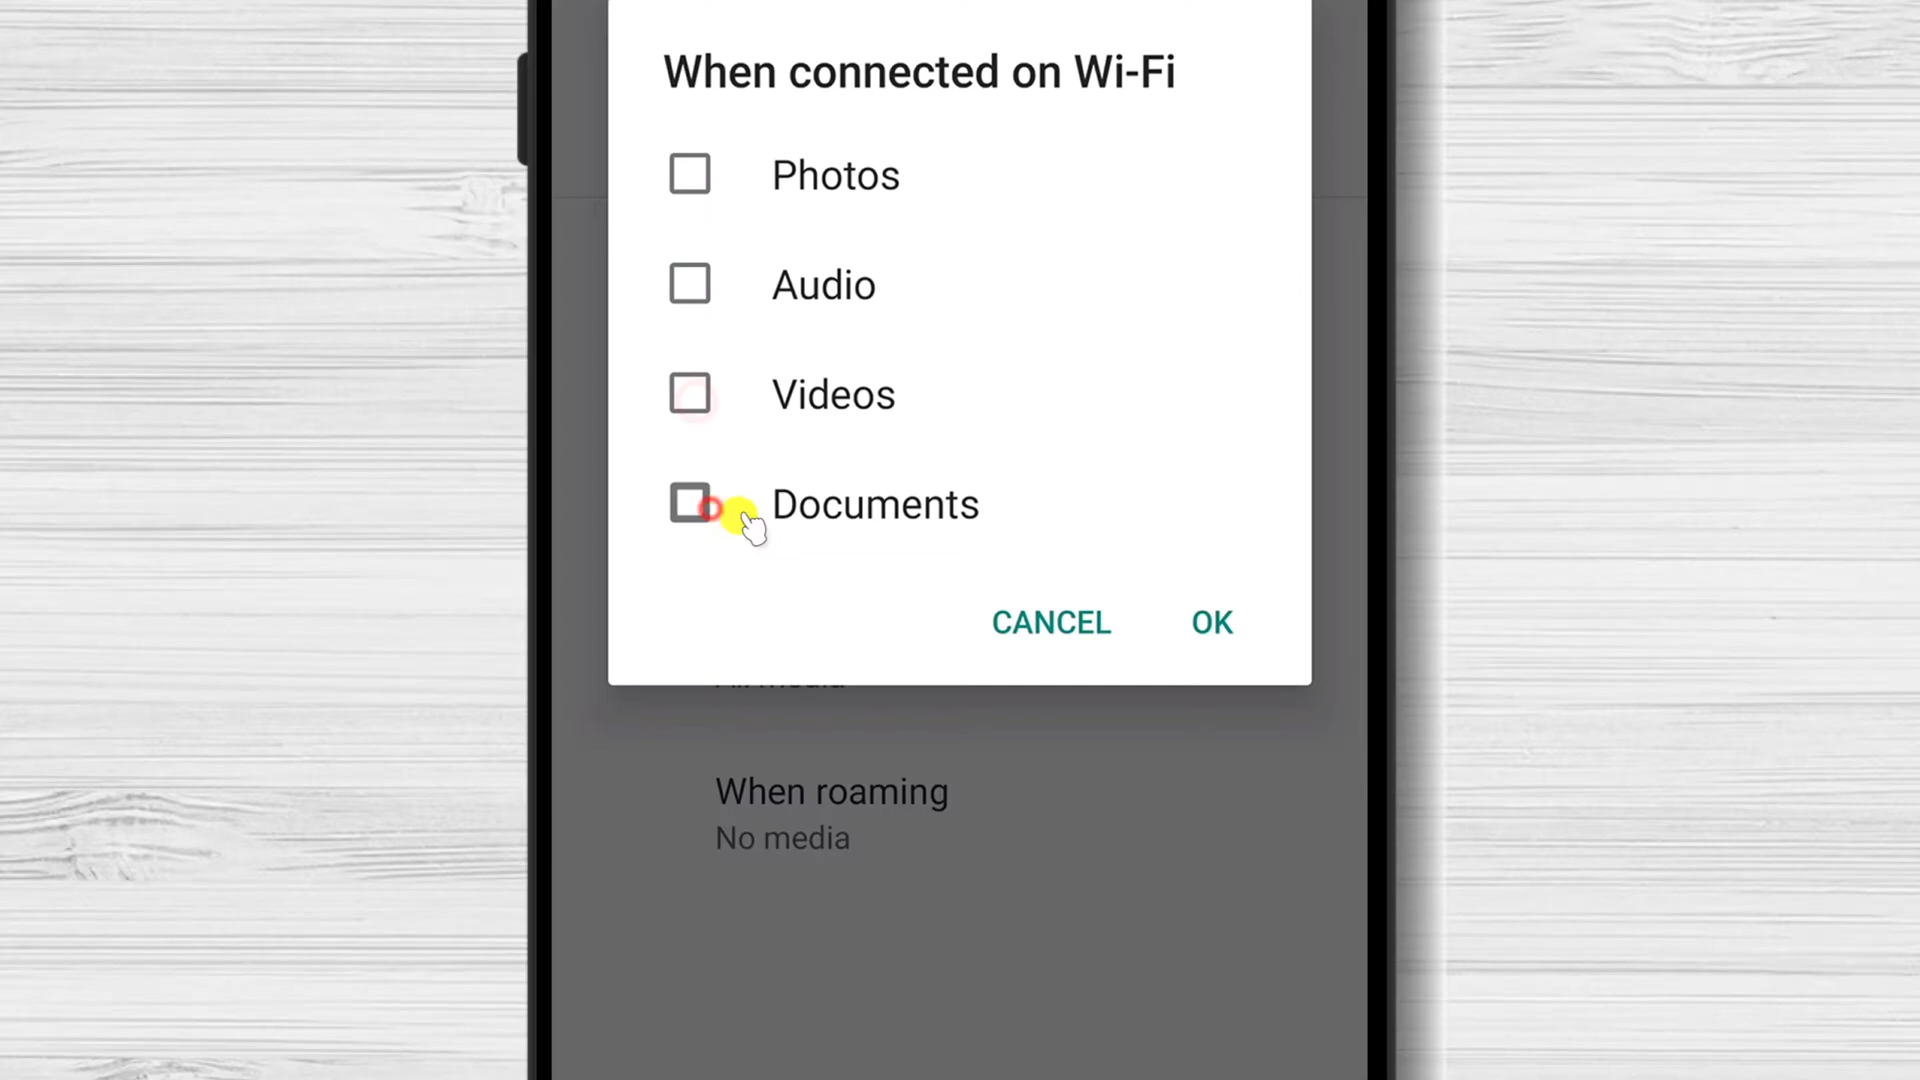 When connected on Wi-Fi
Photos
Audio
Videos
Documents
CANCEL OK
When roaming
No media